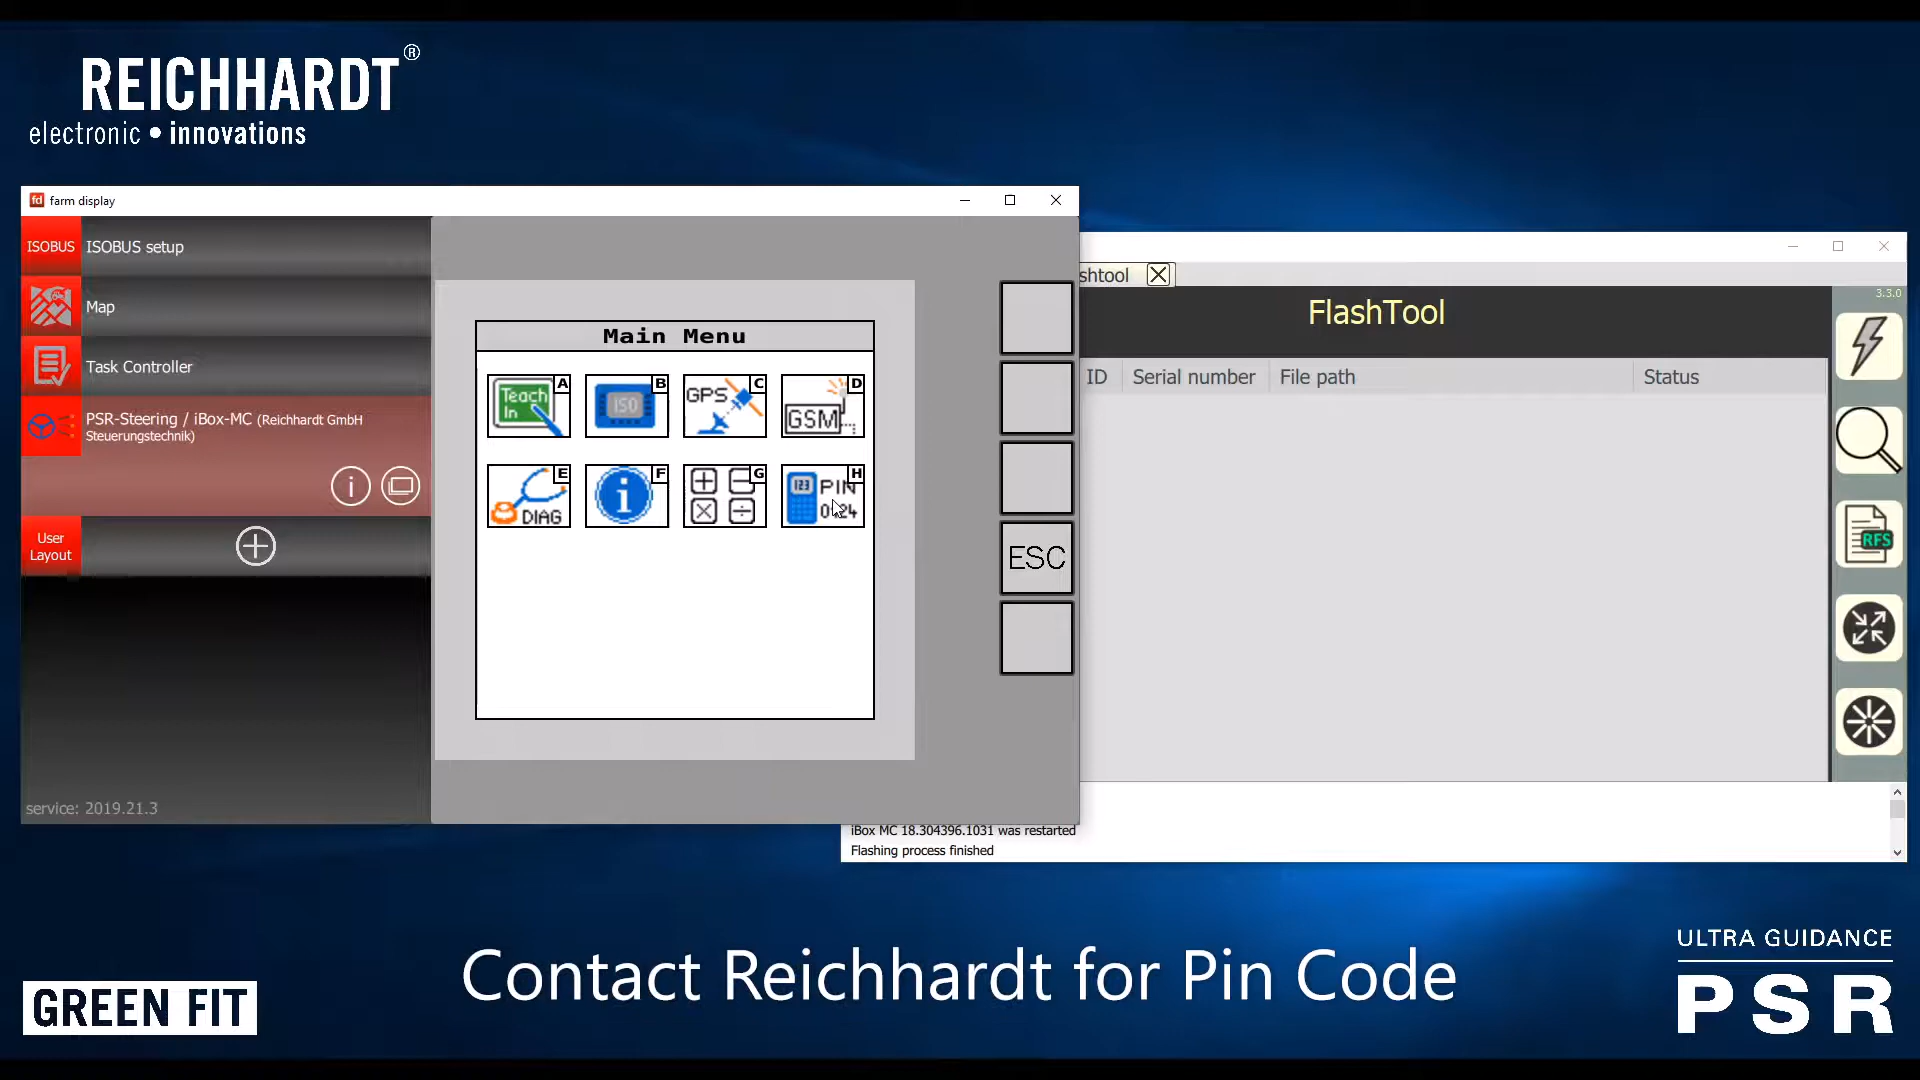 REICHHARDT®
electronic • innovations
farm display
ISOBUS
ISOBUS setup
Map
Task Controller
PSR-Steering / iBox-MC (Reichhardt GmbH
Steuerungstechnik)
User
Layout
service: 2019.21.3
Main Menu
Teach
In
A
ISO
B
GPS
C
GSM
D
DIAG
E
F
G
123
PIN
H
ESC
shtool
FlashTool
3.3.0
ID
Serial number
File path
Status
RFS
iBox MC 18.304396.1031 was restarted
Flashing process finished
Contact Reichhardt for Pin Code
GREEN FIT
ULTRA GUIDANCE
PSR